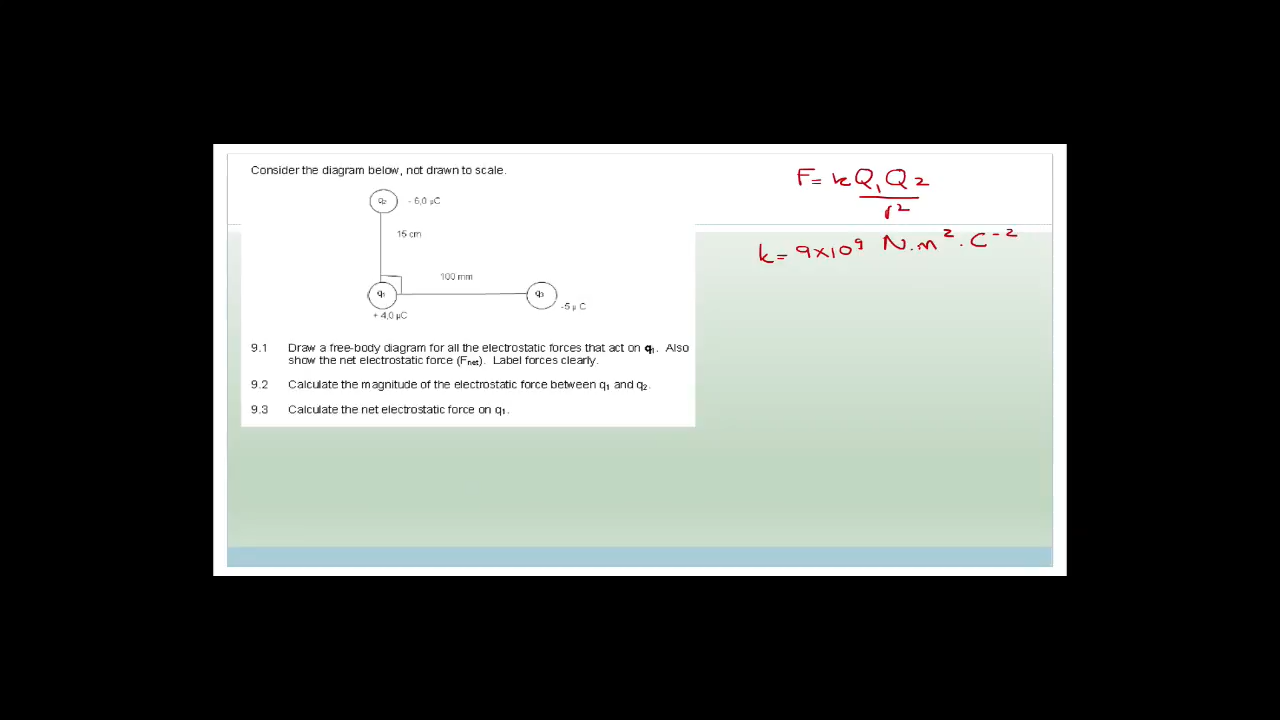 Consider the diagram below, not drawn to scale.
q₂ - 6,0 µC
15 cm
100 mm
q₁
q₃
-5 µ C
+ 4,0 µC
9.1 Draw a free-body diagram for all the electrostatic forces that act on q₁. Also
show the net electrostatic force (Fnet). Label forces clearly.
9.2 Calculate the magnitude of the electrostatic force between q₁ and q₂.
9.3 Calculate the net electrostatic force on q₁.
F= kQ₁Q₂
r²
k= 9×10⁹ N.m².C⁻²